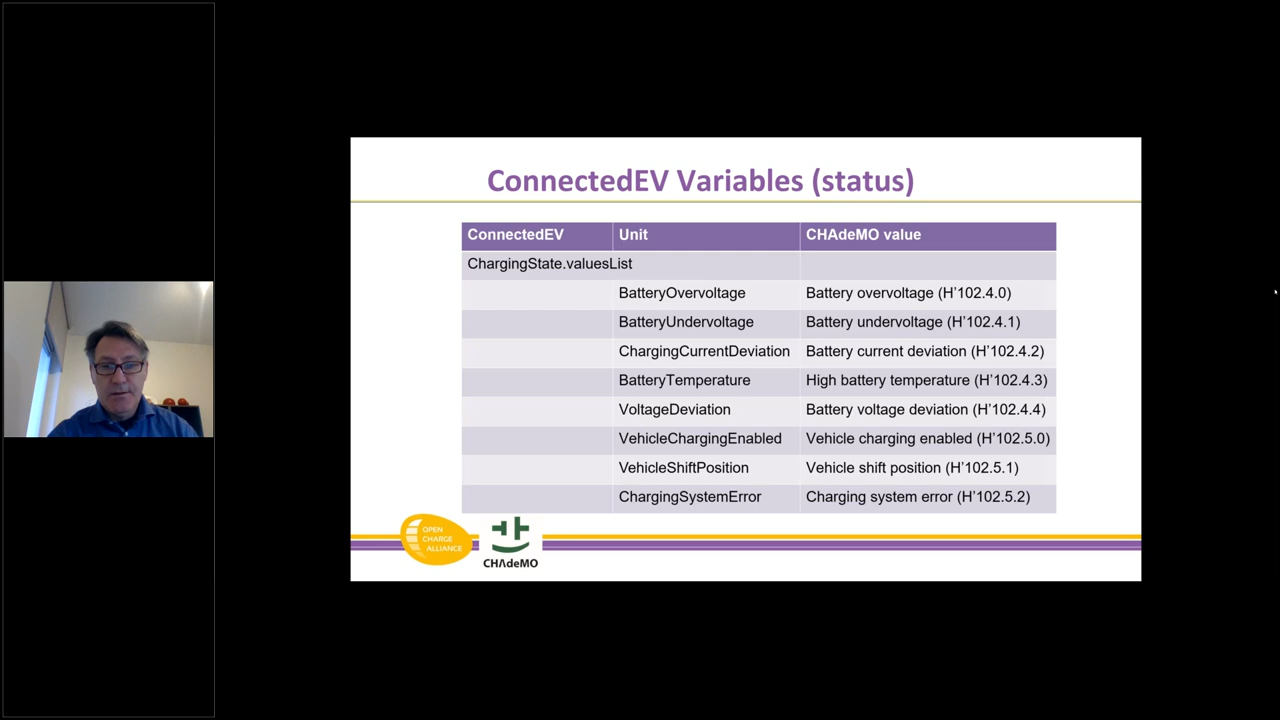 ConnectedEV Variables (status)
ConnectedEV Unit CHAdeMO value
ChargingState.valuesList
BatteryOvervoltage Battery overvoltage (H'102.4.0)
BatteryUndervoltage Battery undervoltage (H'102.4.1)
ChargingCurrentDeviation Battery current deviation (H'102.4.2)
BatteryTemperature High battery temperature (H'102.4.3)
VoltageDeviation Battery voltage deviation (H'102.4.4)
VehicleChargingEnabled Vehicle charging enabled (H'102.5.0)
VehicleShiftPosition Vehicle shift position (H'102.5.1)
ChargingSystemError Charging system error (H'102.5.2)
OPEN
CHARGE
ALLIANCE
CHAdeMO